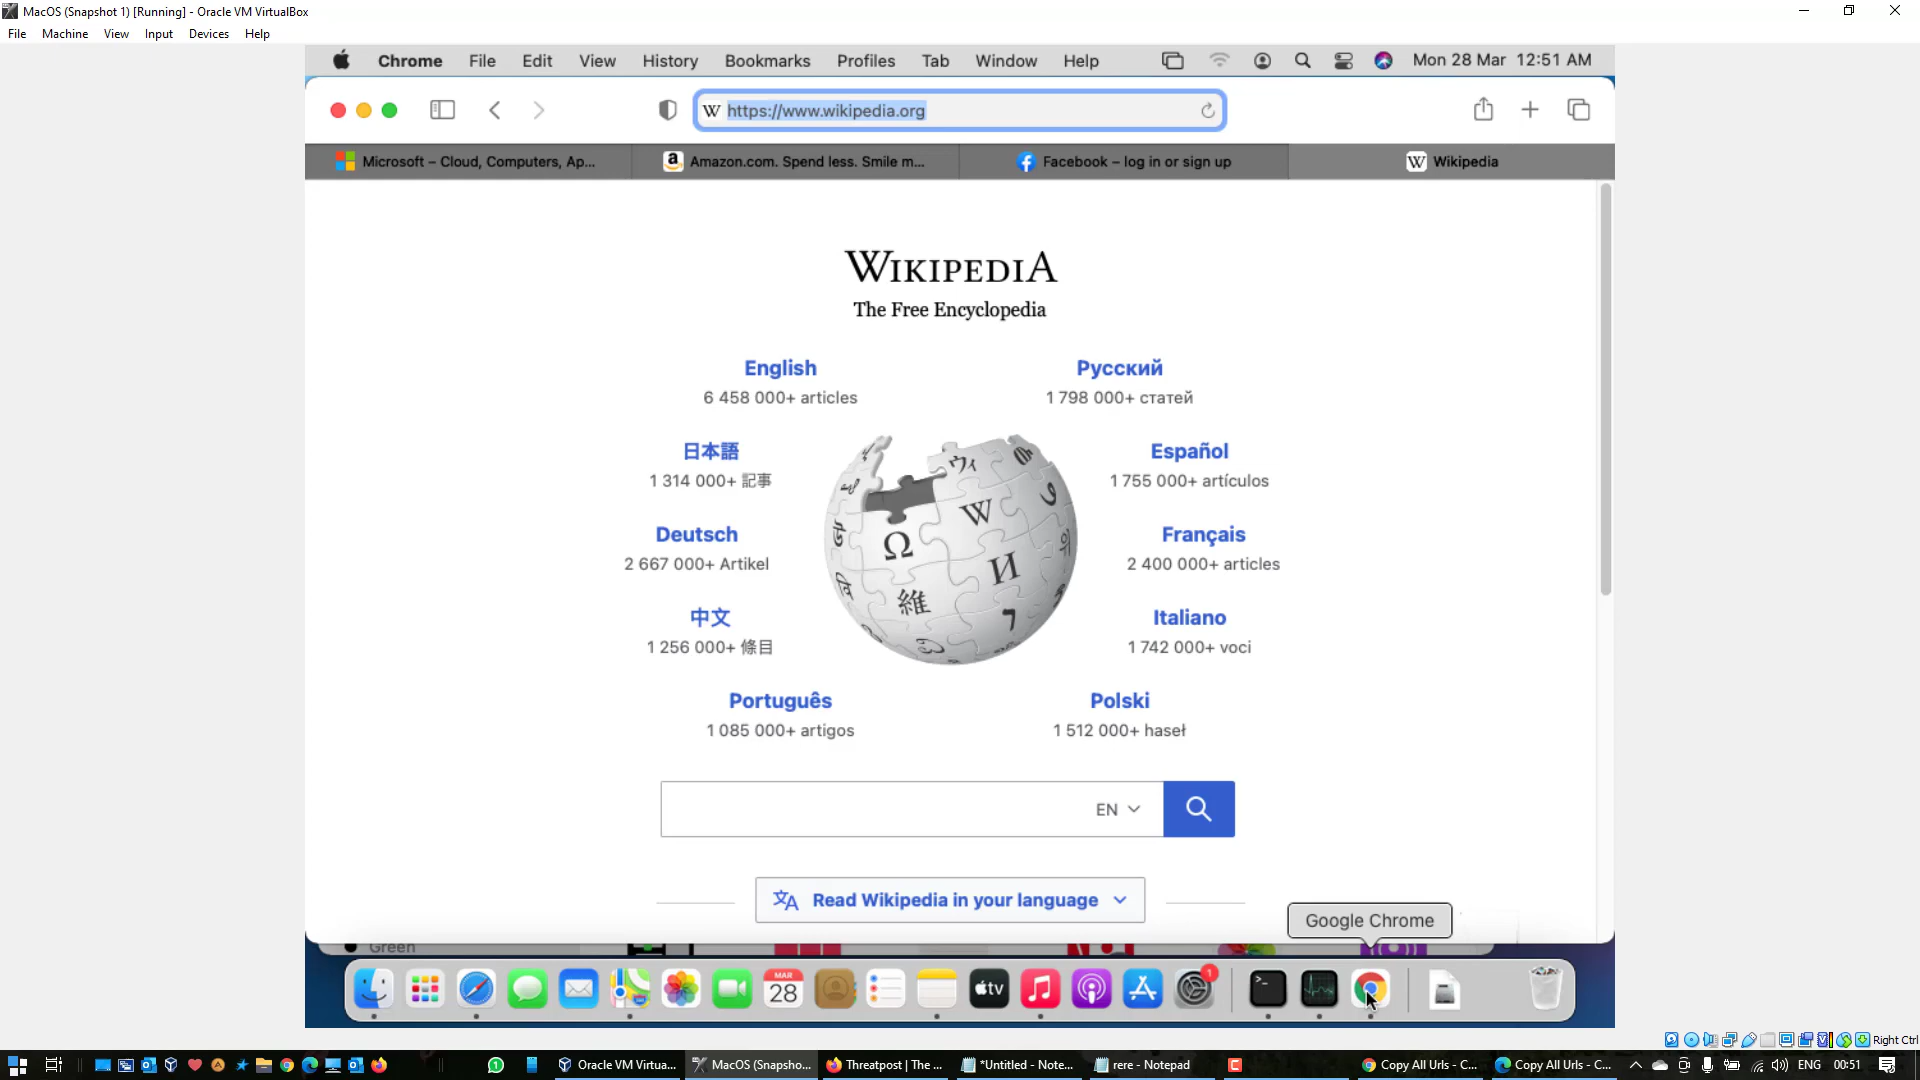 MacOS (Snapshot 1) [Running] - Oracle VM VirtualBox
File Machine View Input Devices Help
Chrome File Edit View History Bookmarks Profiles Tab Window Help Mon 28 Mar 12:51 AM
W https://www.wikipedia.org
Microsoft – Cloud, Computers, Ap...
a Amazon.com. Spend less. Smile m...
Facebook – log in or sign up
W Wikipedia
WIKIPEDIA
The Free Encyclopedia
English
6 458 000+ articles
Русский
1 798 000+ статей
日本語
1 314 000+ 記事
Español
1 755 000+ artículos
Deutsch
2 667 000+ Artikel
Français
2 400 000+ articles
中文
1 256 000+ 條目
Italiano
1 742 000+ voci
Português
1 085 000+ artigos
Polski
1 512 000+ haseł
Ω W И 維 ウィ
EN
Read Wikipedia in your language
Google Chrome
Green
MAR
28
tv
1
Right Ctrl
Oracle VM Virtua...
MacOS (Snapsho...
Threatpost | The ...
*Untitled - Note...
rere - Notepad
Copy All Urls - C...
Copy All Urls - C...
ENG
00:51